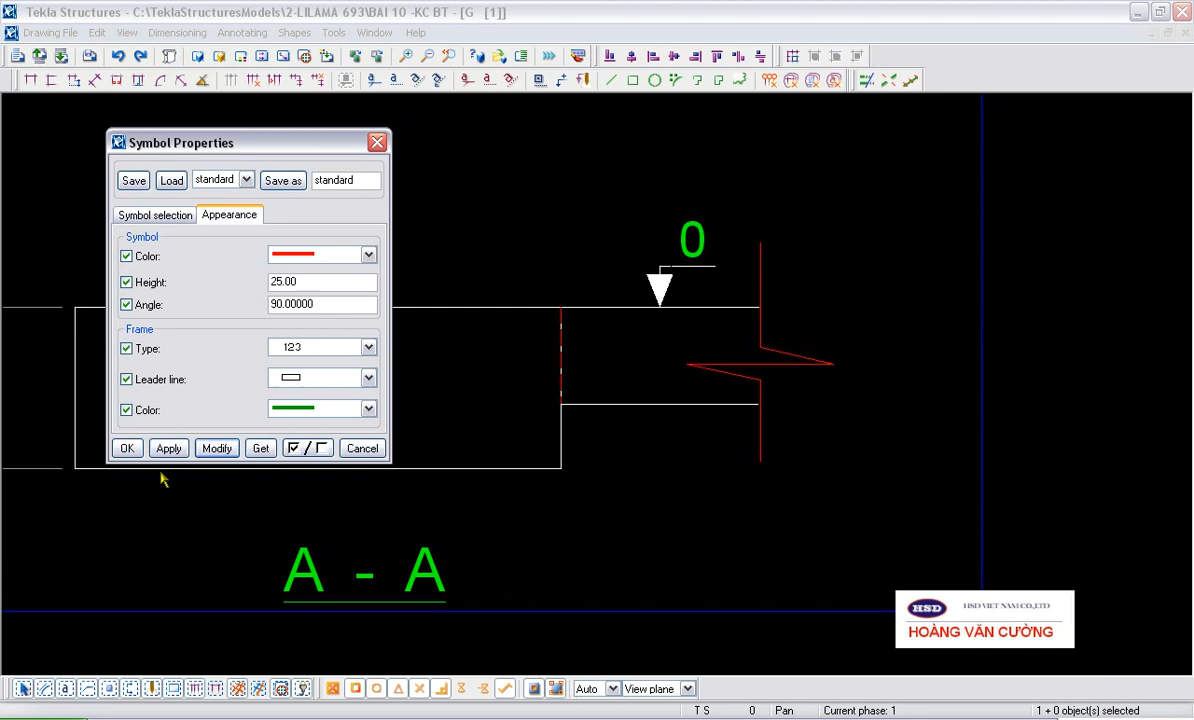 Tekla Structures - C:\TeklaStructuresModels\2-LILAMA 693\BAI 10 -KC BT - [G   [1]]
Drawing File Edit View Dimensioning Annotating Shapes Tools Window Help
Symbol Properties
Save Load standard Save as standard
Symbol selection Appearance
Symbol
Color:
Height: 25.00
Angle: 90.00000
Frame
Type: 123
Leader line:
Color:
OK Apply Modify Get / Cancel
0
A - A
HSD HSD VIET NAM CO.,LTD
HOÀNG VĂN CƯỜNG
Auto View plane
T S 0 Pan Current phase: 1 1 + 0 object(s) selected